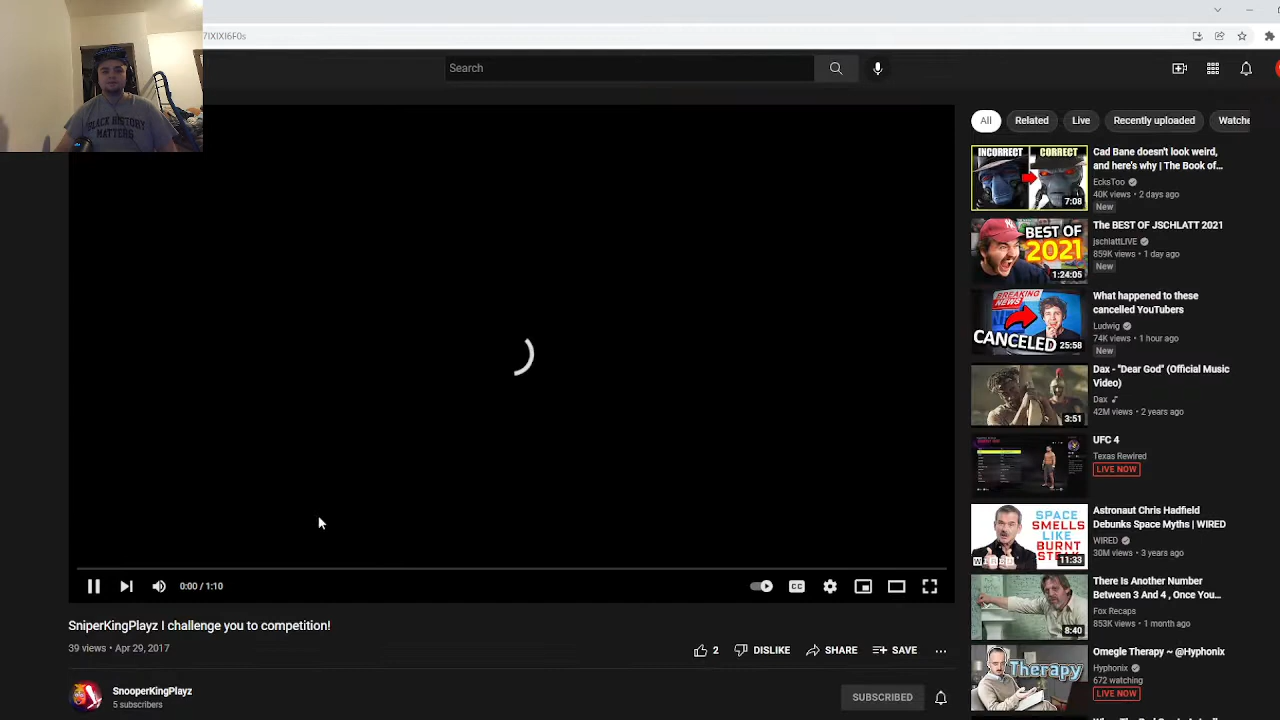 7IXIXI6F0s
Search
BLACK HISTORY
MATTERS
All
Related
Live
Recently uploaded
Watche
INCORRECT
CORRECT
7:08
Cad Bane doesn't look weird,
and here's why | The Book of...
EcksToo
40K views • 2 days ago
New
BEST OF
2021
1:24:05
The BEST OF JSCHLATT 2021
jschlattLIVE
859K views • 1 day ago
New
BREAKING
NEWS
CANCELED
25:58
What happened to these
cancelled YouTubers
Ludwig
74K views • 1 hour ago
New
3:51
Dax - "Dear God" (Official Music
Video)
Dax
42M views • 2 years ago
UFC 4
Texas Rewired
LIVE NOW
SPACE
SMELLS
LIKE
BURNT
STEAK
WIRED
11:33
Astronaut Chris Hadfield
Debunks Space Myths | WIRED
WIRED
30M views • 3 years ago
8:40
There Is Another Number
Between 3 And 4 , Once You...
Fox Recaps
853K views • 1 month ago
Therapy
Omegle Therapy ~ @Hyphonix
Hyphonix
672 watching
LIVE NOW
0:00 / 1:10
CC
SniperKingPlayz I challenge you to competition!
39 views • Apr 29, 2017
2
DISLIKE
SHARE
SAVE
SnooperKingPlayz
5 subscribers
SUBSCRIBED